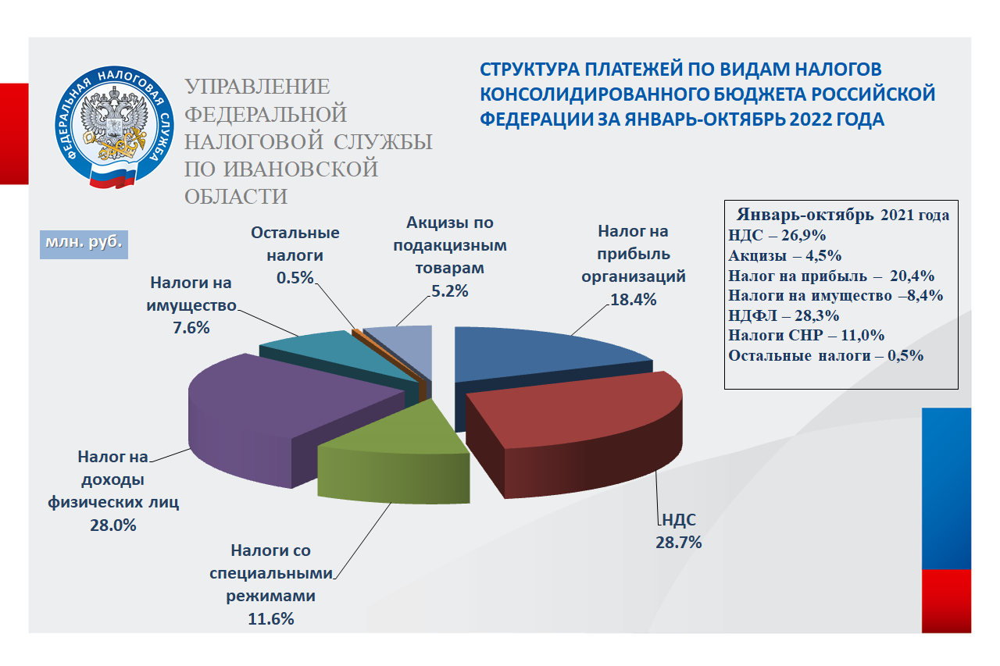 ФЕДЕРАЛЬНАЯ НАЛОГОВАЯ СЛУЖБА
УПРАВЛЕНИЕ
ФЕДЕРАЛЬНОЙ
НАЛОГОВОЙ СЛУЖБЫ
ПО ИВАНОВСКОЙ
ОБЛАСТИ
СТРУКТУРА ПЛАТЕЖЕЙ ПО ВИДАМ НАЛОГОВ
КОНСОЛИДИРОВАННОГО БЮДЖЕТА РОССИЙСКОЙ
ФЕДЕРАЦИИ ЗА ЯНВАРЬ-ОКТЯБРЬ 2022 ГОДА
млн. руб.
Январь-октябрь 2021 года
НДС – 26,9%
Акцизы – 4,5%
Налог на прибыль – 20,4%
Налоги на имущество –8,4%
НДФЛ – 28,3%
Налоги СНР – 11,0%
Остальные налоги – 0,5%
Остальные
налоги
0.5%
Акцизы по
подакцизным
товарам
5.2%
Налог на
прибыль
организаций
18.4%
Налоги на
имущество
7.6%
Налог на
доходы
физических лиц
28.0%
НДС
28.7%
Налоги со
специальными
режимами
11.6%